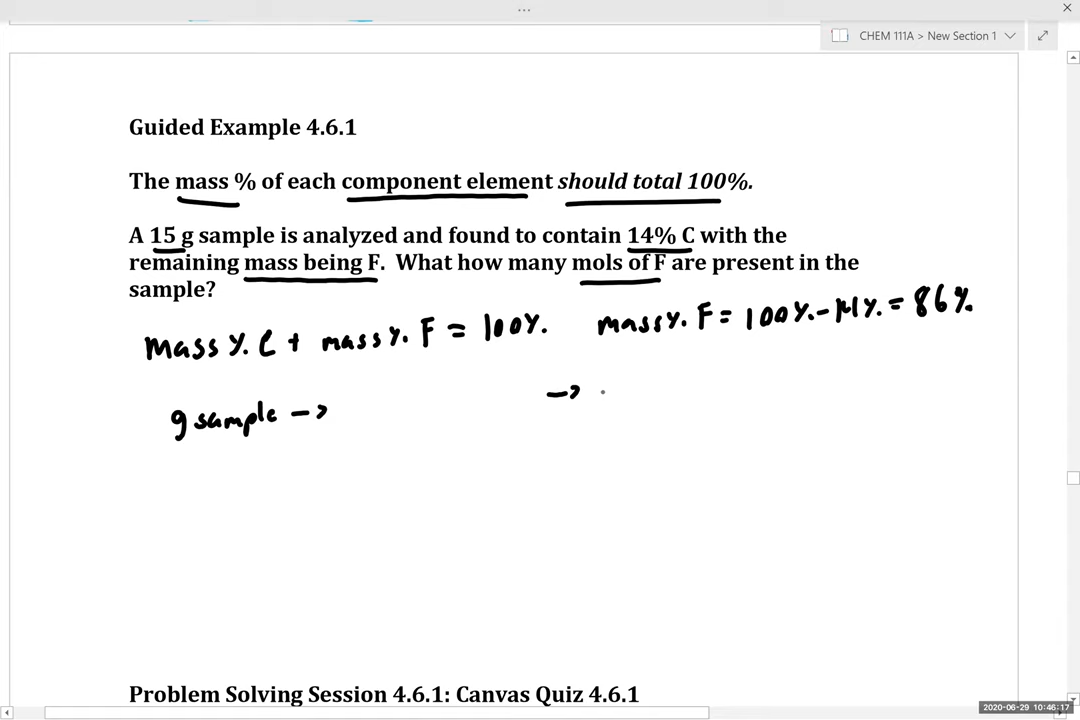 CHEM 111A > New Section 1
Guided Example 4.6.1
The mass % of each component element should total 100%.
A 15 g sample is analyzed and found to contain 14% C with the
remaining mass being F. What how many mols of F are present in the
sample?
mass %. C + mass %. F = 100%.
mass %. F = 100%. - 14%. = 86%.
g sample →
→
Problem Solving Session 4.6.1: Canvas Quiz 4.6.1
2020-06-29 10:46:17